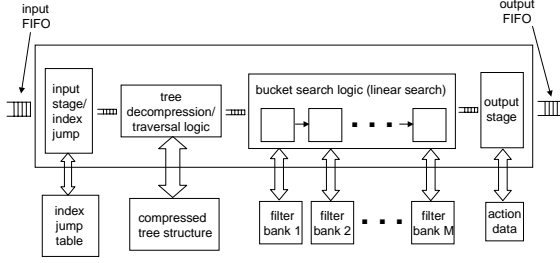 input
FIFO
output
FIFO
input
stage/
index
jump
tree
decompression/
traversal logic
bucket search logic (linear search)
output
stage
index
jump
table
compressed
tree structure
filter
bank 1
filter
bank 2
filter
bank M
action
data